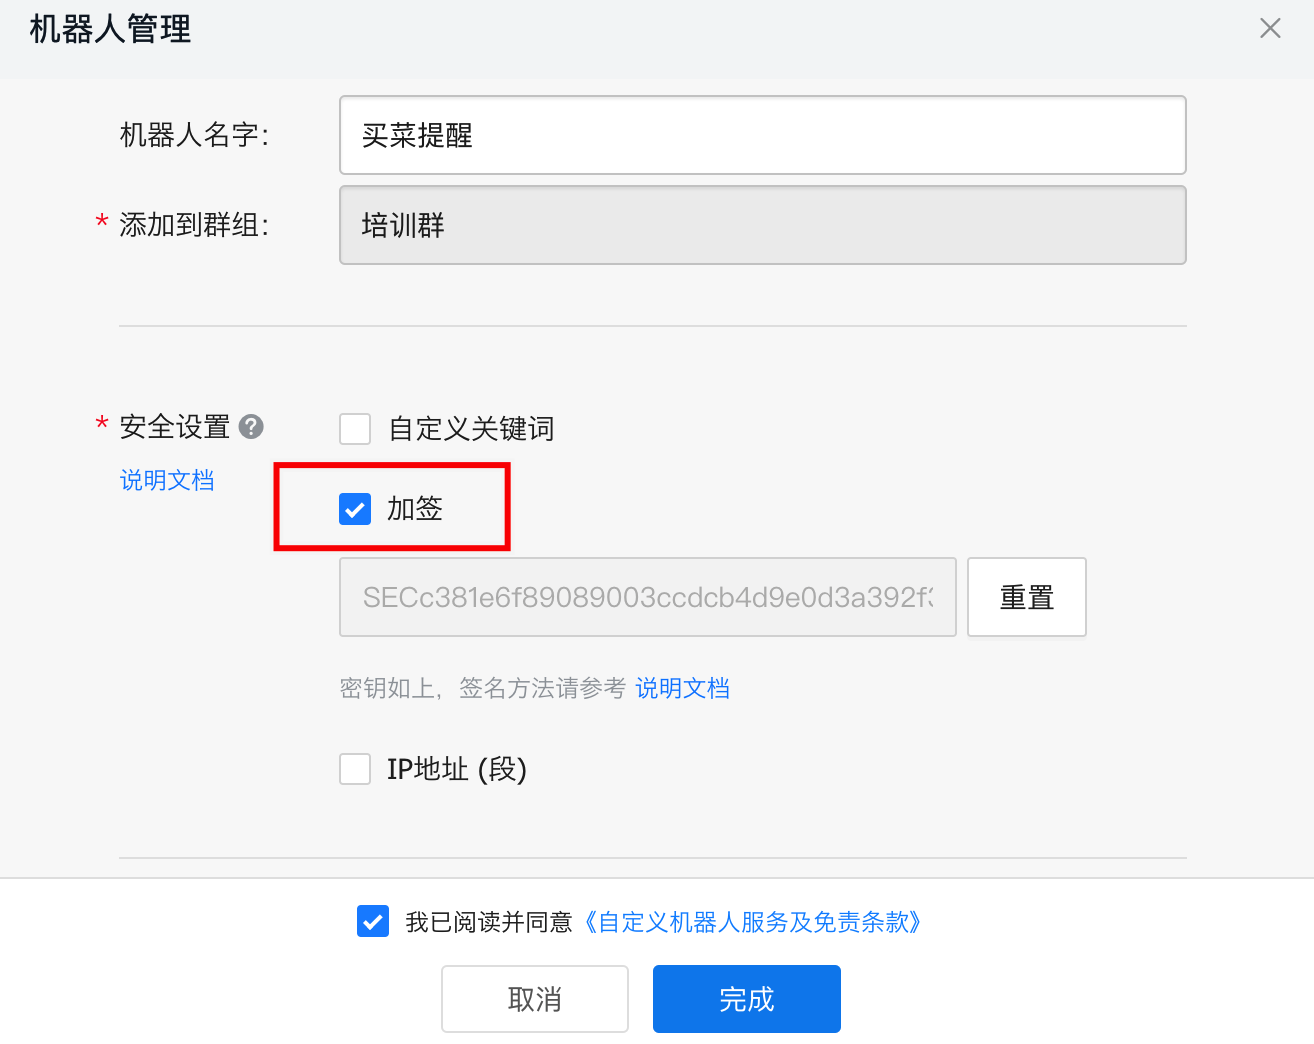 机器人管理
机器人名字：
买菜提醒
* 添加到群组：
培训群
* 安全设置 ?
自定义关键词
说明文档
加签
SECc381e6f89089003ccdcb4d9e0d3a392f
重置
密钥如上，签名方法请参考 说明文档
IP地址 (段)
我已阅读并同意《自定义机器人服务及免责条款》
取消
完成